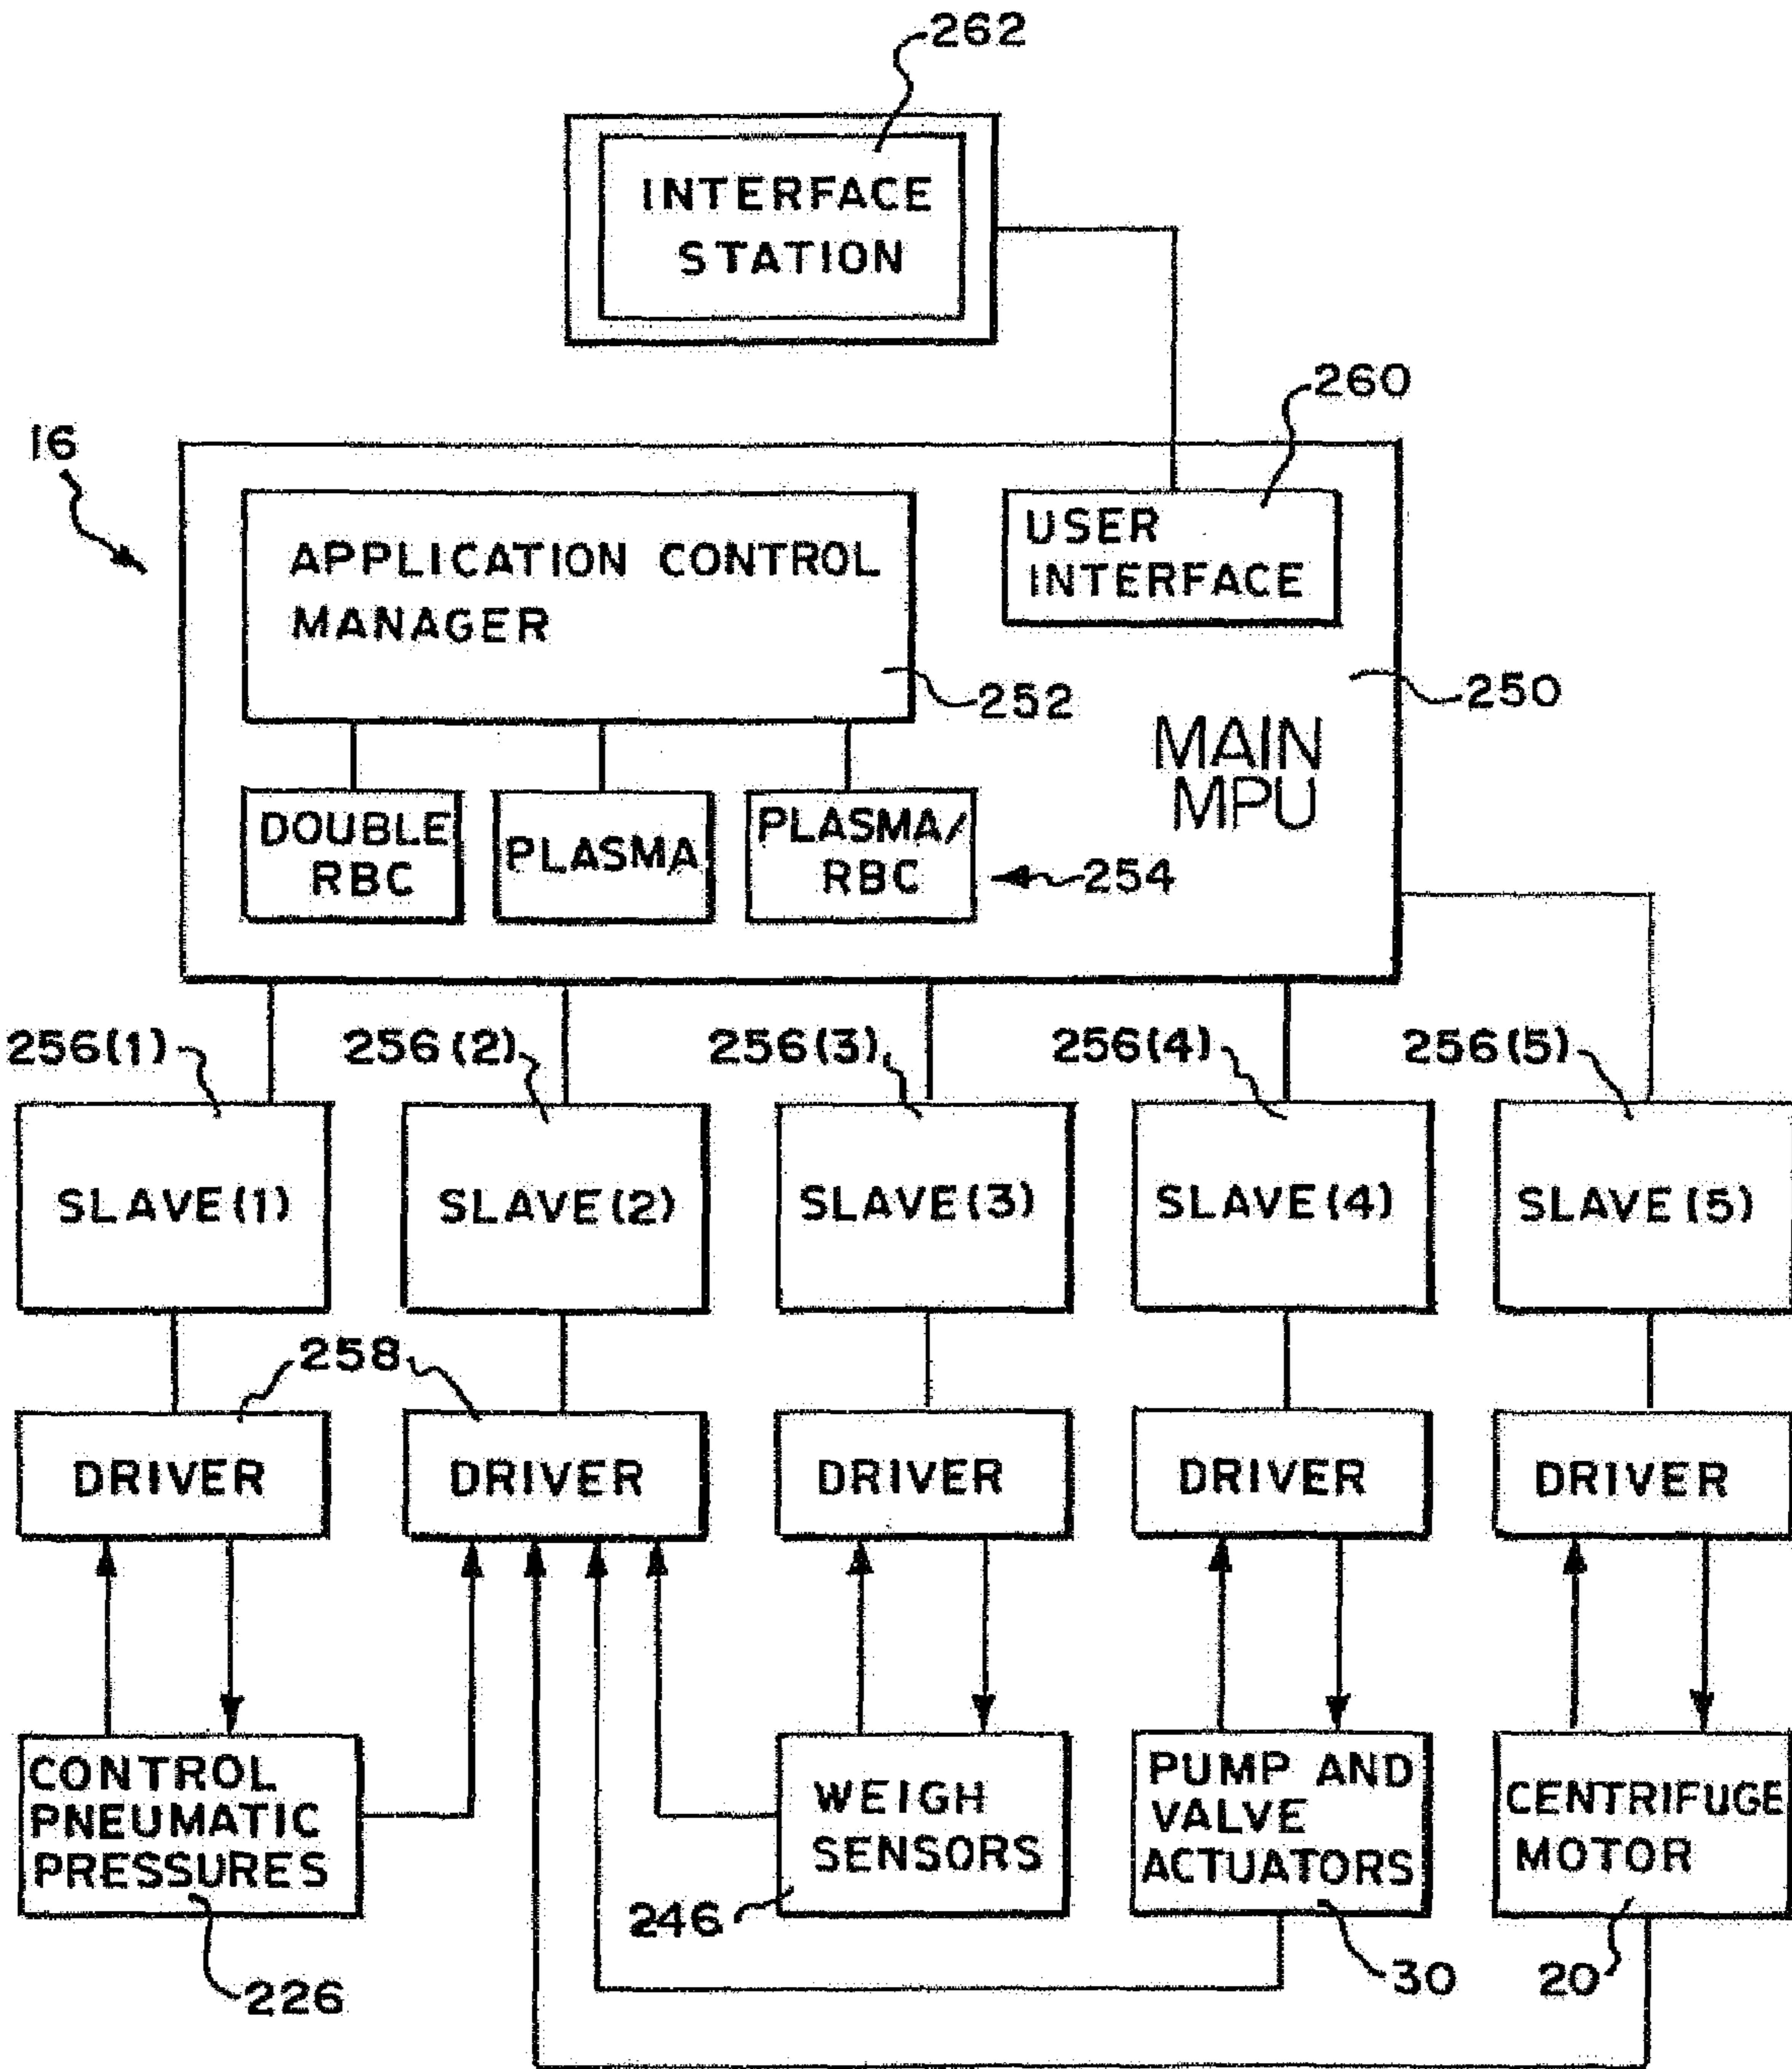 262
INTERFACE
STATION
260
16
APPLICATION CONTROL
MANAGER
USER
INTERFACE
252
250
MAIN
MPU
DOUBLE
RBC
PLASMA
PLASMA/
RBC
254
256(1)
256(2)
256(3)
256(4)
256(5)
SLAVE(1)
SLAVE(2)
SLAVE(3)
SLAVE(4)
SLAVE(5)
258
DRIVER
DRIVER
DRIVER
DRIVER
DRIVER
CONTROL
PNEUMATIC
PRESSURES
WEIGH
SENSORS
PUMP AND
VALVE
ACTUATORS
CENTRIFUGE
MOTOR
226
246
30
20